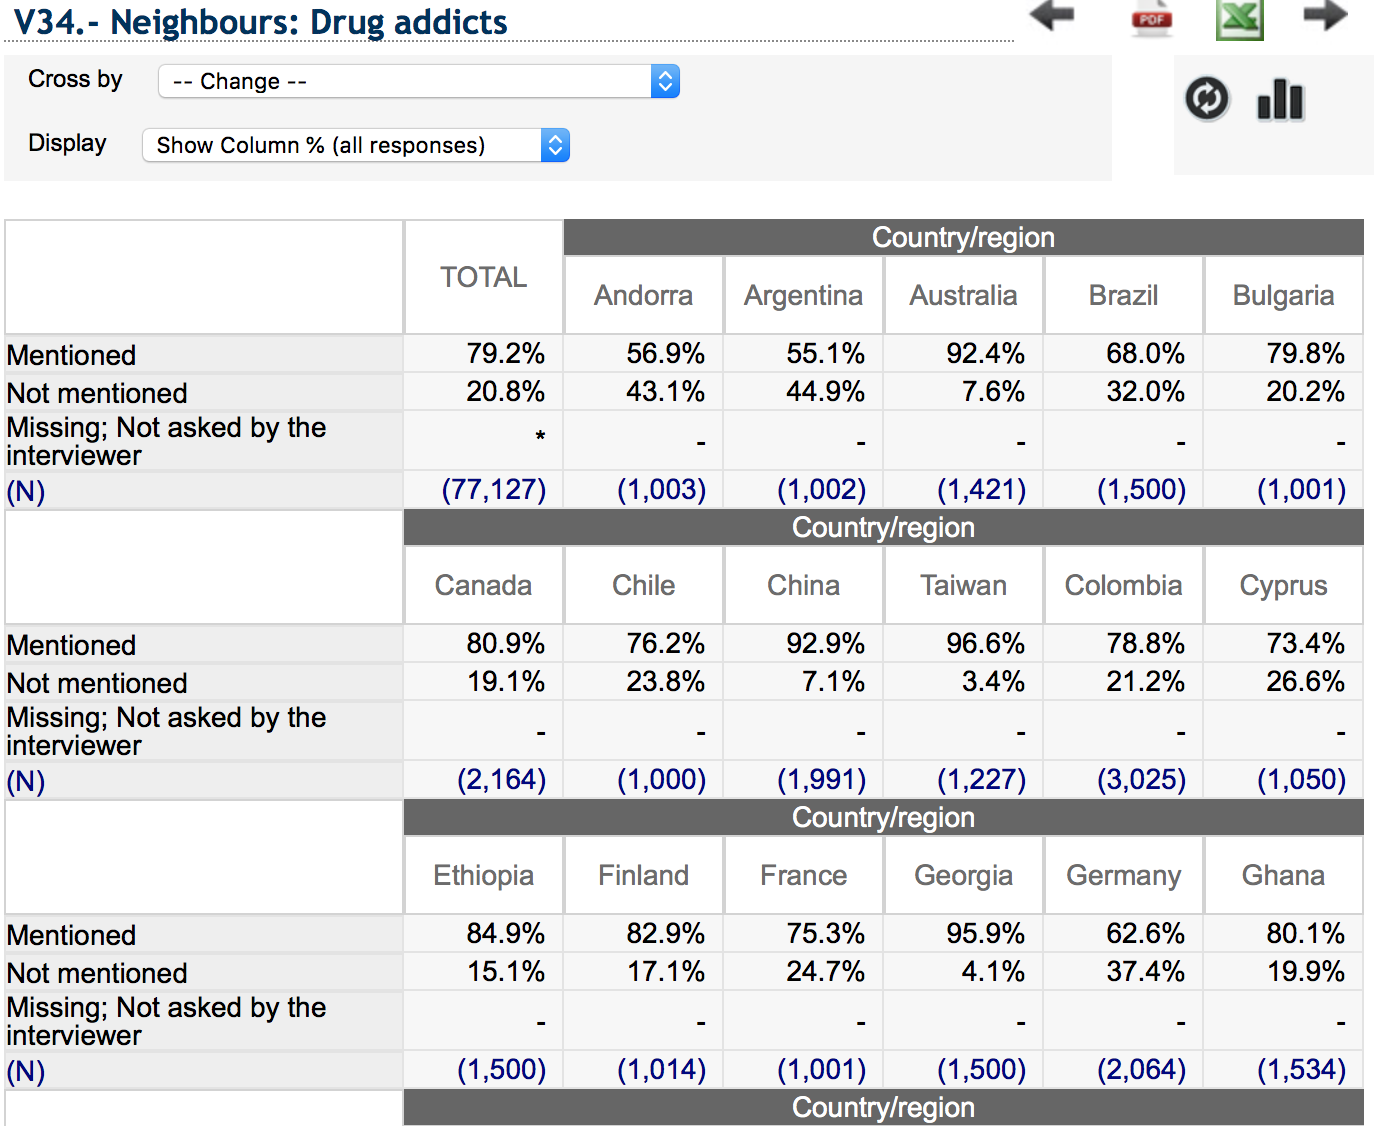 V34.- Neighbours: Drug addicts
PDF
Cross by -- Change --
Display Show Column % (all responses)
Country/region
TOTAL Andorra Argentina Australia Brazil Bulgaria
Mentioned 79.2% 56.9% 55.1% 92.4% 68.0% 79.8%
Not mentioned 20.8% 43.1% 44.9% 7.6% 32.0% 20.2%
Missing; Not asked by the
interviewer * - - - - -
(N) (77,127) (1,003) (1,002) (1,421) (1,500) (1,001)
Country/region
Canada Chile China Taiwan Colombia Cyprus
Mentioned 80.9% 76.2% 92.9% 96.6% 78.8% 73.4%
Not mentioned 19.1% 23.8% 7.1% 3.4% 21.2% 26.6%
Missing; Not asked by the
interviewer - - - - - -
(N) (2,164) (1,000) (1,991) (1,227) (3,025) (1,050)
Country/region
Ethiopia Finland France Georgia Germany Ghana
Mentioned 84.9% 82.9% 75.3% 95.9% 62.6% 80.1%
Not mentioned 15.1% 17.1% 24.7% 4.1% 37.4% 19.9%
Missing; Not asked by the
interviewer - - - - - -
(N) (1,500) (1,014) (1,001) (1,500) (2,064) (1,534)
Country/region